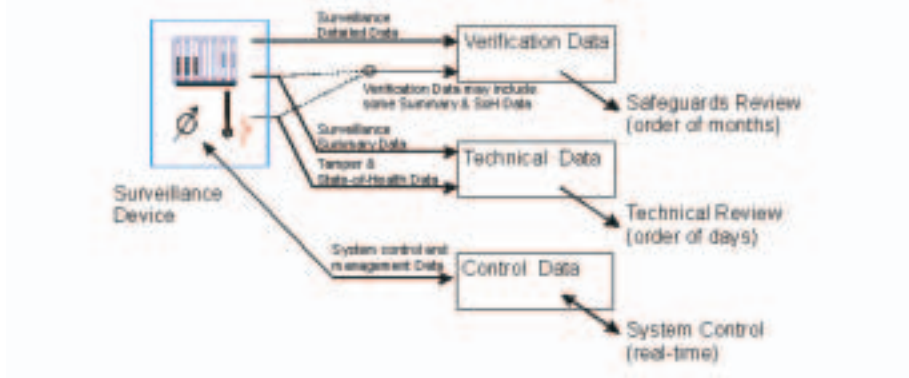 Surveillance
Detailed Data
Verification Data
Verification Data may include
some Summary & SoH Data
Safeguards Review
(order of months)
Surveillance
Summary Data
Technical Data
Tamper &
State-of-Health Data
Surveillance
Device
Technical Review
(order of days)
System control and
management Data
Control Data
System Control
(real-time)